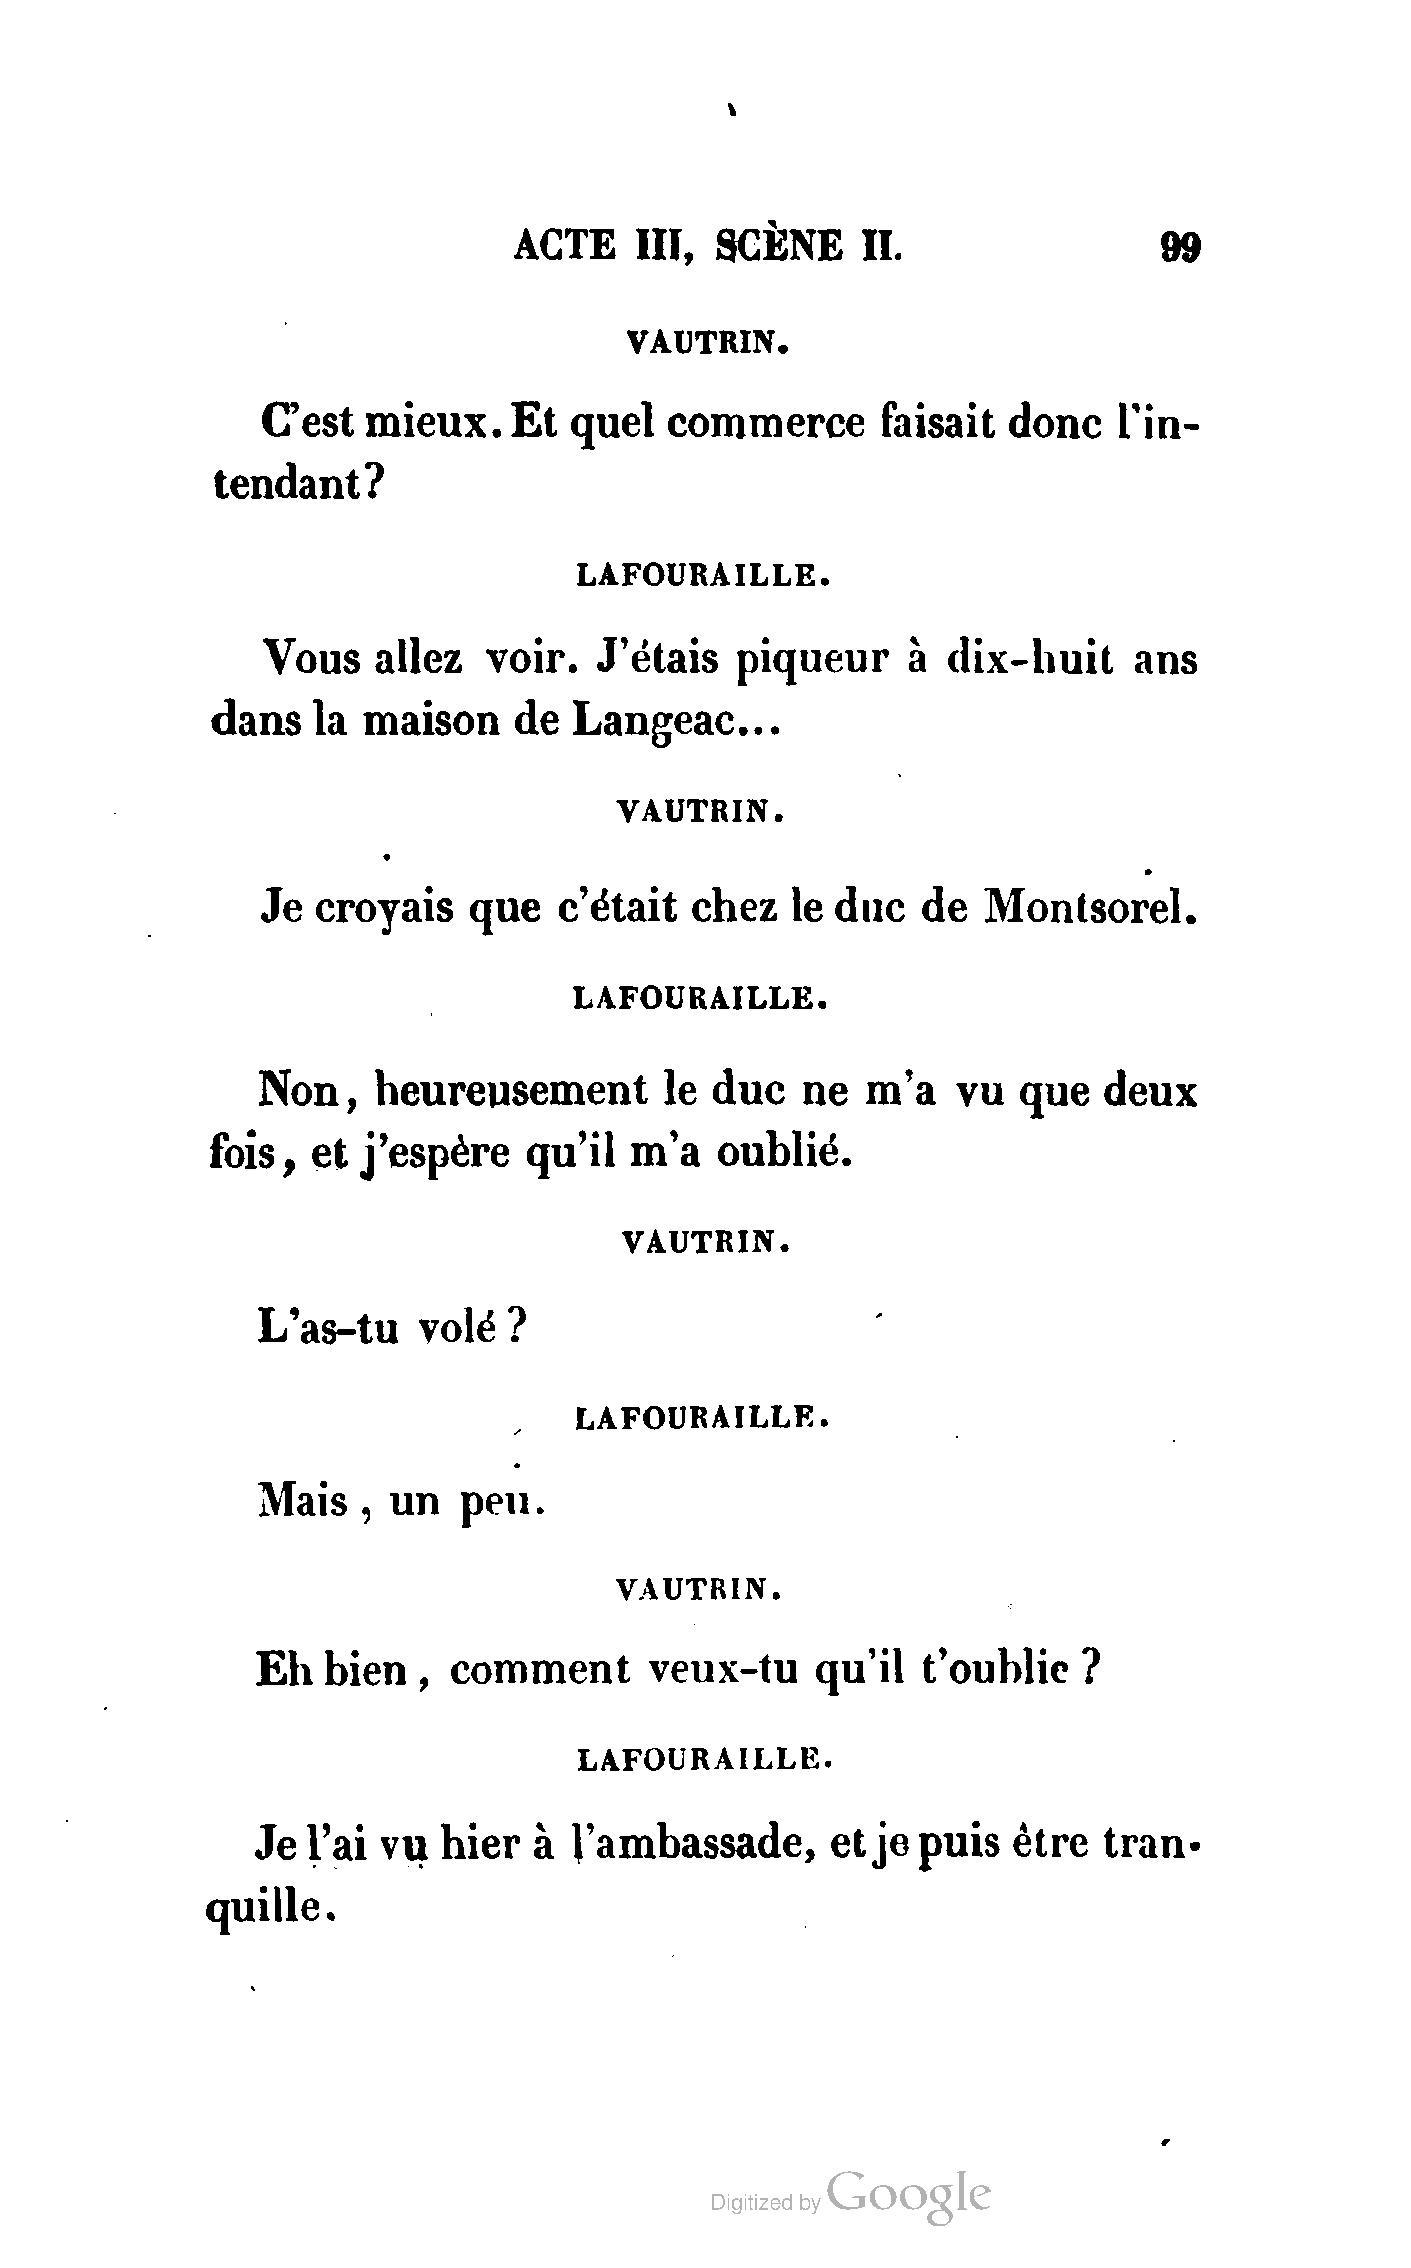 ACTE III, SCÈNE II. 99
VAUTRIN.
C'est mieux. Et quel commerce faisait donc l'in-
tendant?
LAFOURAILLE.
Vous allez voir. J'étais piqueur à dix-huit ans
dans la maison de Langeac...
VAUTRIN.
Je croyais que c'était chez le duc de Montsorel.
LAFOURAILLE.
Non, heureusement le duc ne m'a vu que deux
fois, et j'espère qu'il m'a oublié.
VAUTRIN.
L'as-tu volé ?
LAFOURAILLE.
Mais , un peu.
VAUTRIN.
Eh bien , comment veux-tu qu'il t'oublie ?
LAFOURAILLE.
Je l'ai vu hier à l'ambassade, et je puis être tran-
quille.
Digitized by Google